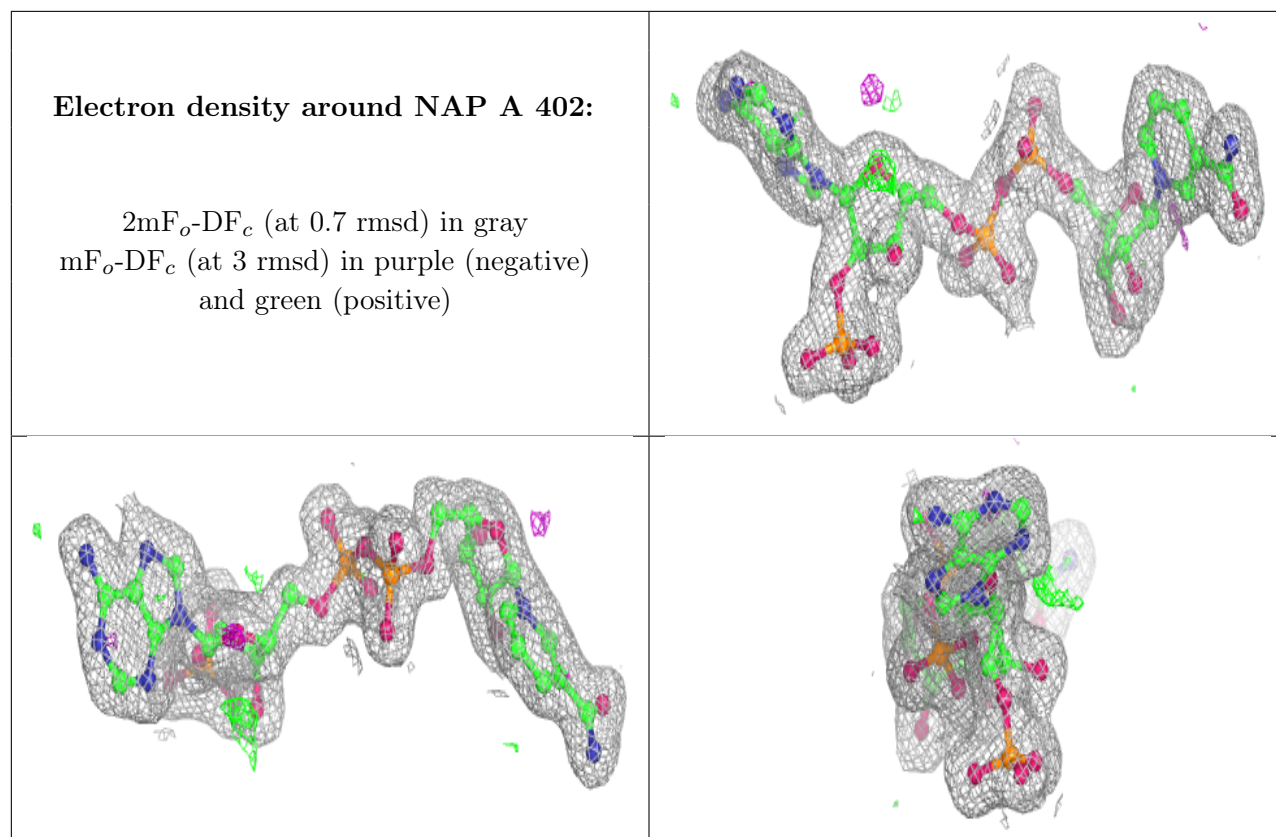 Electron density around NAP A 402:
2mFₒ-DF𝒸 (at 0.7 rmsd) in gray
mFₒ-DF𝒸 (at 3 rmsd) in purple (negative)
and green (positive)